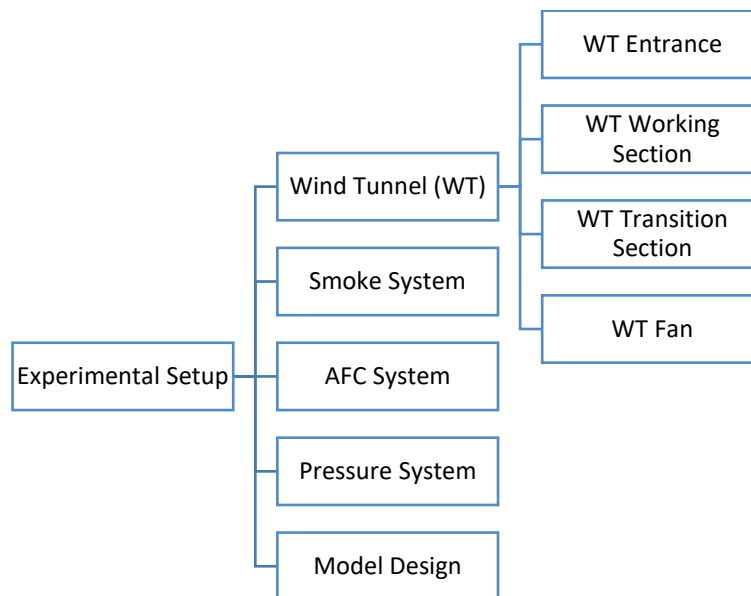 WT Entrance
WT Working
Section
Wind Tunnel (WT)
WT Transition
Section
Smoke System
WT Fan
Experimental Setup
AFC System
Pressure System
Model Design